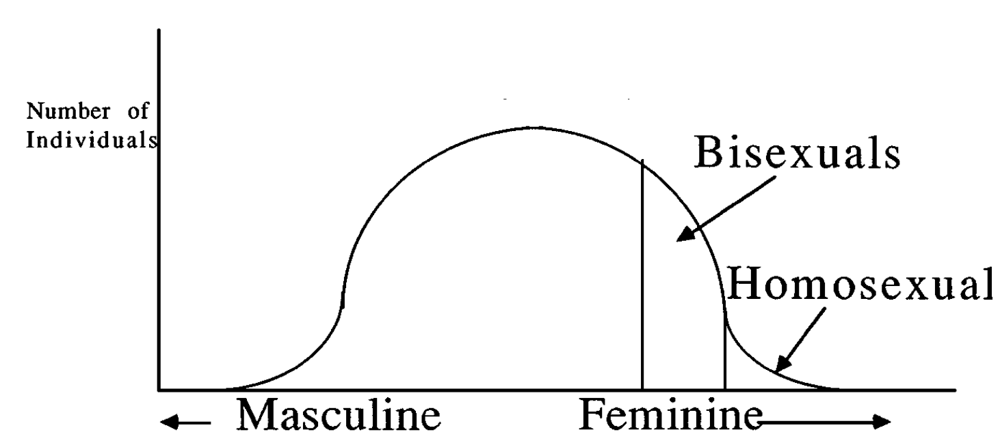 Number of
Individuals
Bisexuals
Homosexual
Masculine
Feminine